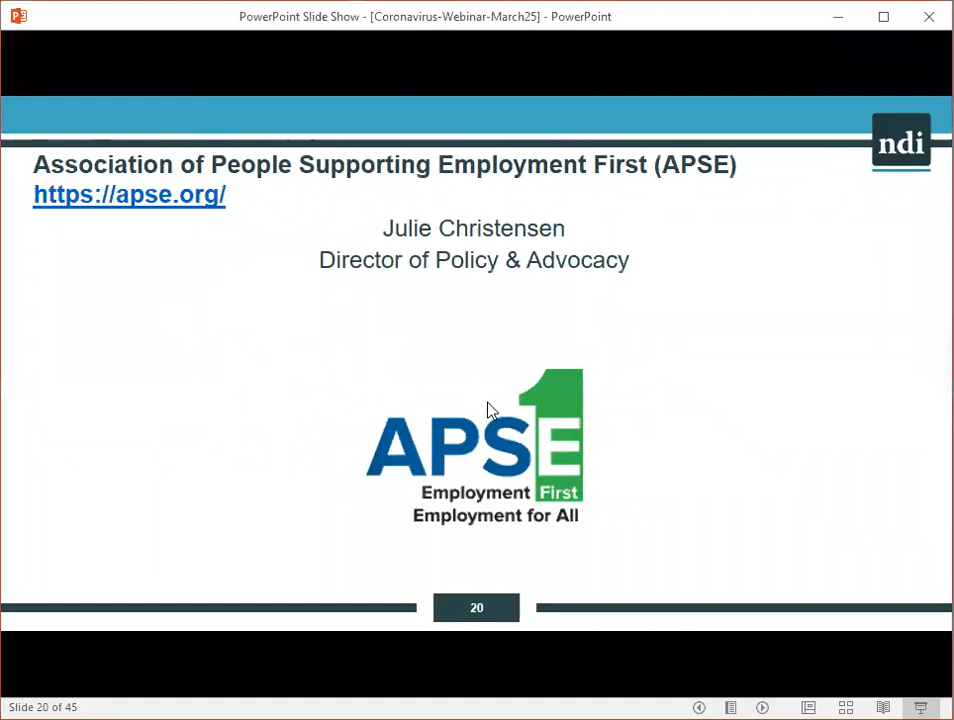 PowerPoint Slide Show - [Coronavirus-Webinar-March25] - PowerPoint
ndi
Association of People Supporting Employment First (APSE)
https://apse.org/
Julie Christensen
Director of Policy & Advocacy
1
APSE
Employment First
Employment for All
20
Slide 20 of 45